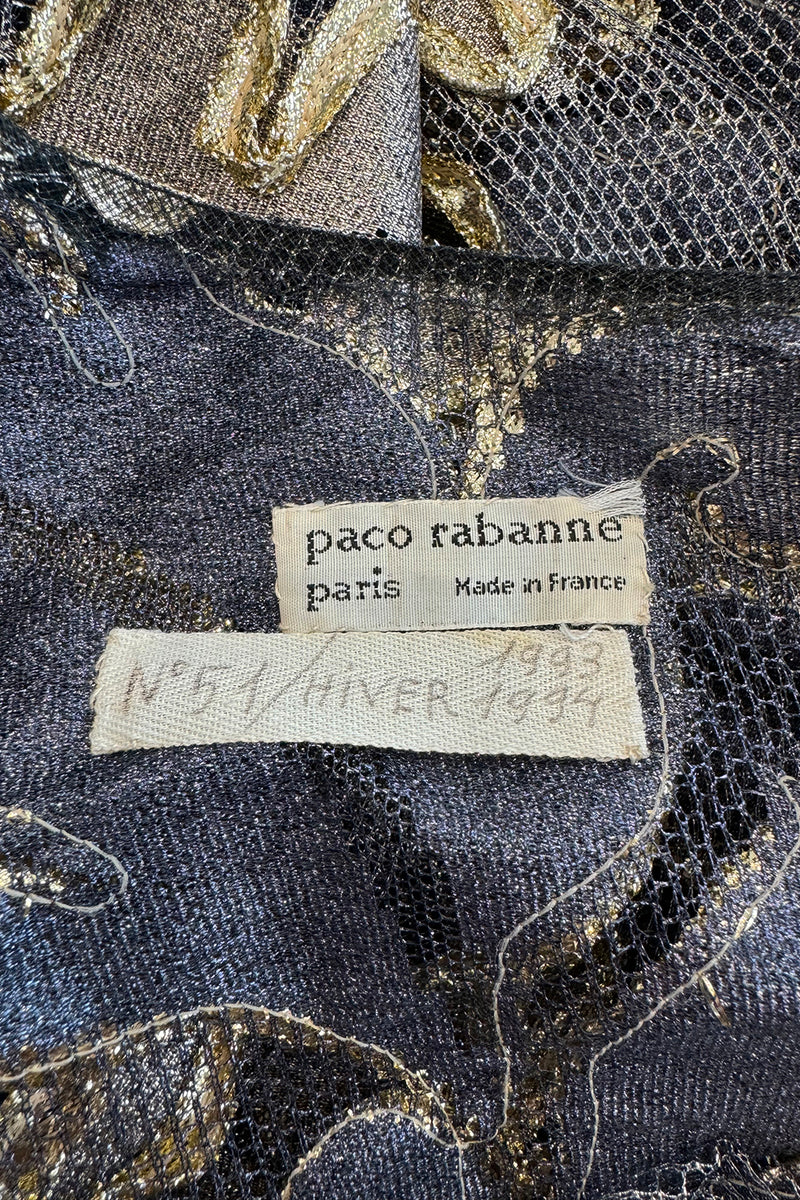 paco rabanne
paris Made in France
N°51/HIVER 1993
1994